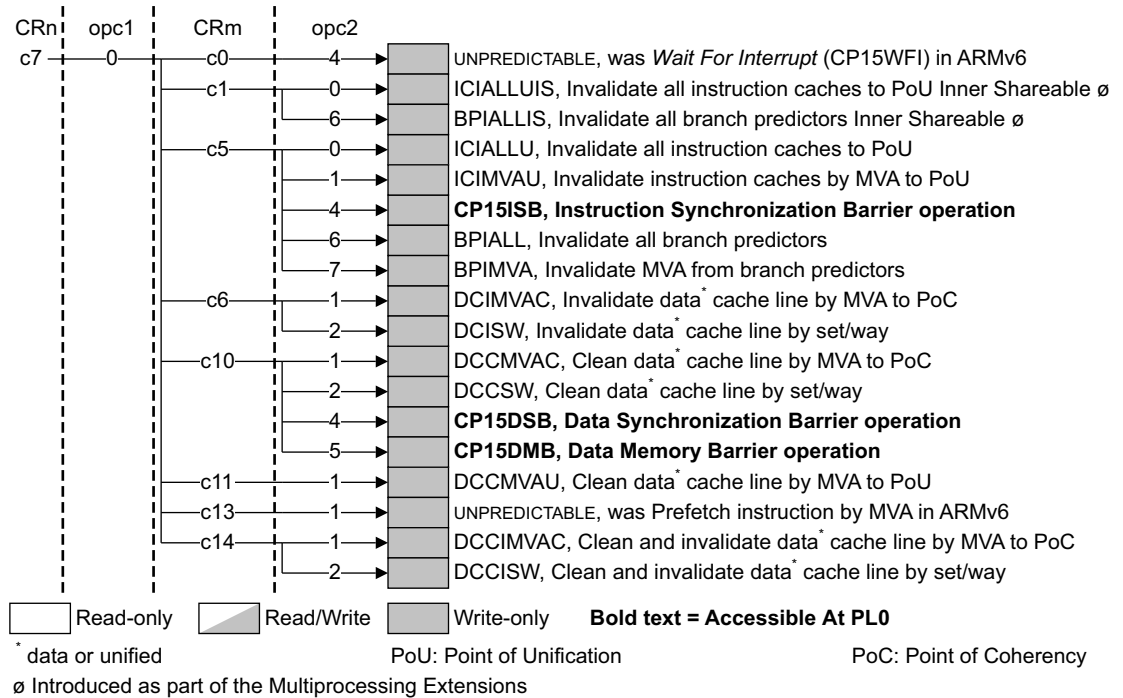 CRn opc1 CRm opc2
c7 0 c0 4 UNPREDICTABLE, was Wait For Interrupt (CP15WFI) in ARMv6
c1 0 ICIALLUIS, Invalidate all instruction caches to PoU Inner Shareable ø
6 BPIALLIS, Invalidate all branch predictors Inner Shareable ø
c5 0 ICIALLU, Invalidate all instruction caches to PoU
1 ICIMVAU, Invalidate instruction caches by MVA to PoU
4 CP15ISB, Instruction Synchronization Barrier operation
6 BPIALL, Invalidate all branch predictors
7 BPIMVA, Invalidate MVA from branch predictors
c6 1 DCIMVAC, Invalidate data* cache line by MVA to PoC
2 DCISW, Invalidate data* cache line by set/way
c10 1 DCCMVAC, Clean data* cache line by MVA to PoC
2 DCCSW, Clean data* cache line by set/way
4 CP15DSB, Data Synchronization Barrier operation
5 CP15DMB, Data Memory Barrier operation
c11 1 DCCMVAU, Clean data* cache line by MVA to PoU
c13 1 UNPREDICTABLE, was Prefetch instruction by MVA in ARMv6
c14 1 DCCIMVAC, Clean and invalidate data* cache line by MVA to PoC
2 DCCISW, Clean and invalidate data* cache line by set/way
Read-only Read/Write Write-only Bold text = Accessible At PL0
* data or unified PoU: Point of Unification PoC: Point of Coherency
ø Introduced as part of the Multiprocessing Extensions